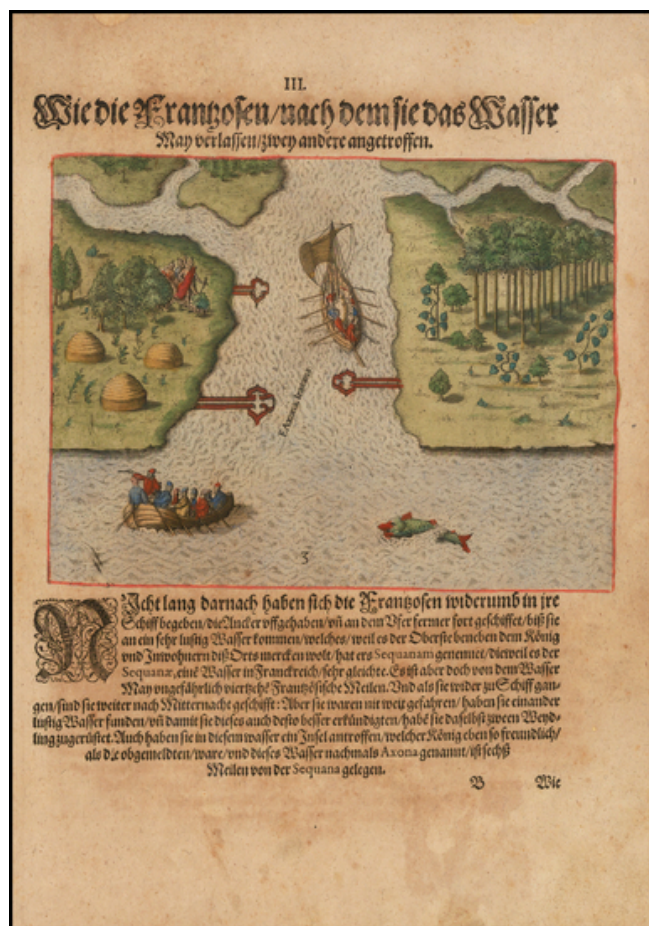 III.
Wie die Frantzosen/nach dem sie das Wasser
May verlassen/zwey andere angetroffen.
F. Axona
3
NIcht lang darnach haben sich die Frantzosen widerumb in jre
Schiff begeben/die Ancker vffgehaben/vñ an dem Vfer ferrner fort geschiffet/biß sie
an ein sehr lustig Wasser kommen/welches/weil es der Oberste beneben dem König
vnd Inwohnern diß Orts mercken wolt/hat ers Sequanam gennnet/dieweil es der
Sequanæ, einē Wasser in Franckreich/sehr gleichte. Es ist aber doch von dem Wasser
May vngefährlich viertzehē Frantzösische Meilen. Vnd als sie wider zu Schiff gan-
gen/sind sie weiter nach Mitternacht geschifft: Aber sie waren nit weit gefahren/haben sie ein ander
lustig Wasser funden/vñ damit sie dieses auch desto besser erkündigten/habē sie daselbst zween Weyd-
ling zugerüstet. Auch haben sie in diesem wasser ein Insel antroffen/welcher König eben so freundlich/
als die obgemeldten/ware/vnd dieses Wasser nachmals Axona genannt/ist sechß
Meilen von der Sequana gelegen.
B Wie